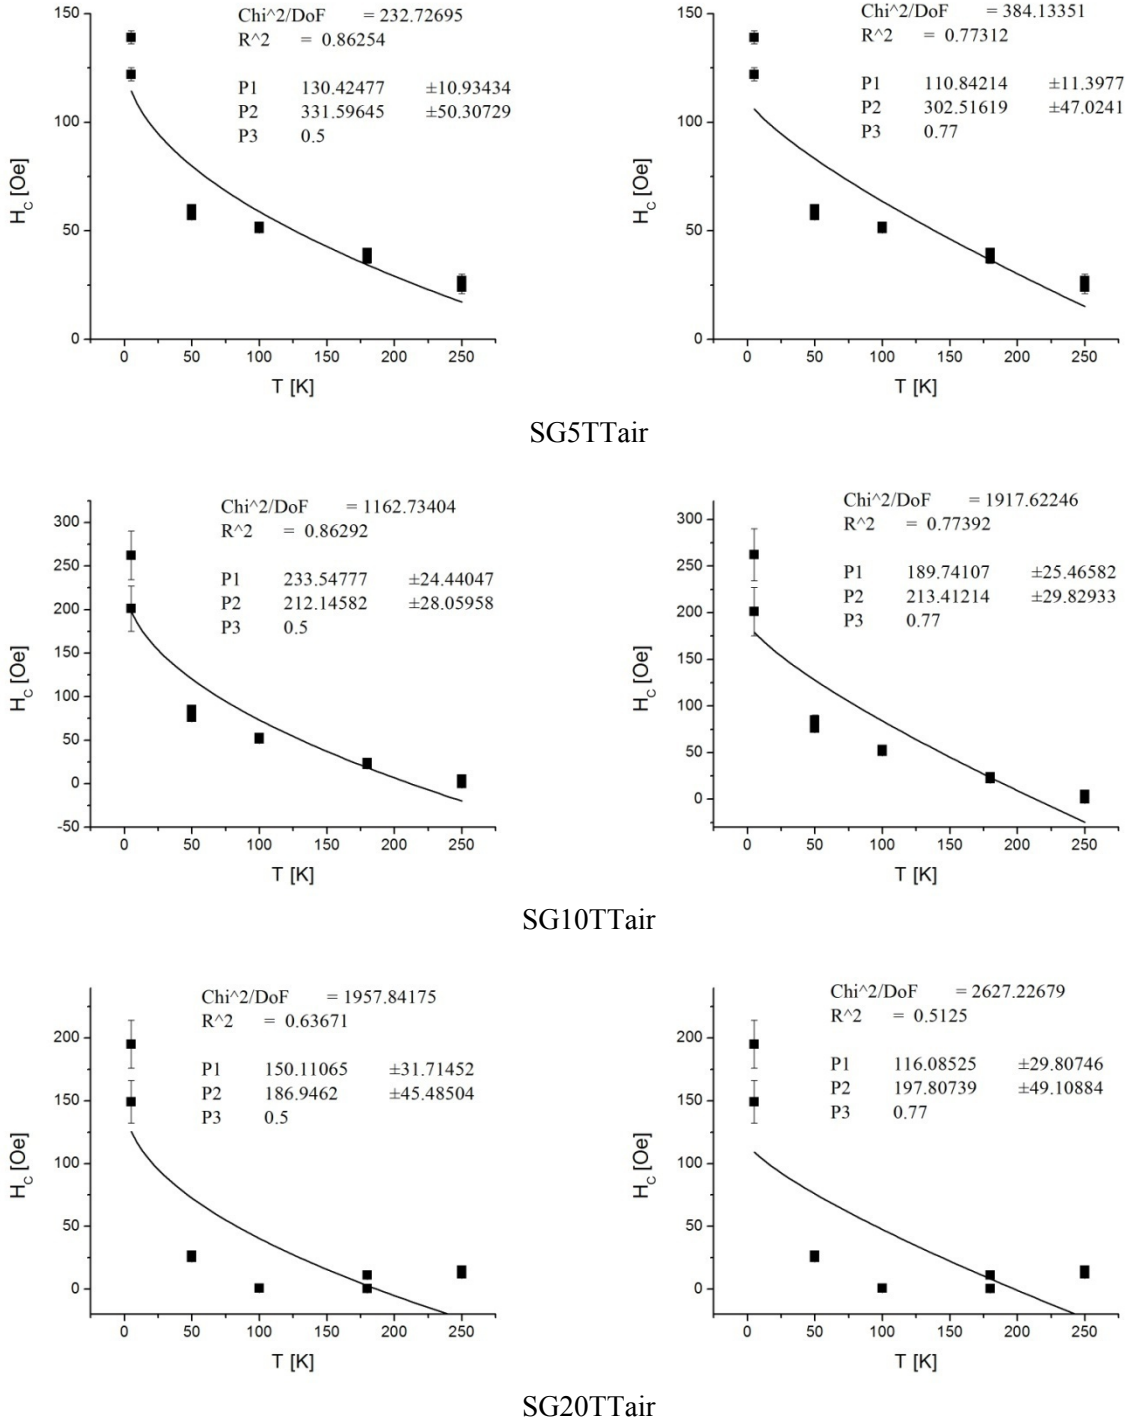 Chi^2/DoF = 232.72695
R^2 = 0.86254
P1 130.42477 ±10.93434
P2 331.59645 ±50.30729
P3 0.5
150
100
50
0
H_C [Oe]
0 50 100 150 200 250
T [K]
Chi^2/DoF = 384.13351
R^2 = 0.77312
P1 110.84214 ±11.3977
P2 302.51619 ±47.0241
P3 0.77
150
100
50
0
H_C [Oe]
0 50 100 150 200 250
T [K]
SG5TTair
Chi^2/DoF = 1162.73404
R^2 = 0.86292
P1 233.54777 ±24.44047
P2 212.14582 ±28.05958
P3 0.5
300
250
200
150
100
50
0
-50
H_C [Oe]
0 50 100 150 200 250
T [K]
Chi^2/DoF = 1917.62246
R^2 = 0.77392
P1 189.74107 ±25.46582
P2 213.41214 ±29.82933
P3 0.77
300
250
200
150
100
50
0
H_C [Oe]
0 50 100 150 200 250
T [K]
SG10TTair
Chi^2/DoF = 1957.84175
R^2 = 0.63671
P1 150.11065 ±31.71452
P2 186.9462 ±45.48504
P3 0.5
200
150
100
50
0
H_C [Oe]
0 50 100 150 200 250
T [K]
Chi^2/DoF = 2627.22679
R^2 = 0.5125
P1 116.08525 ±29.80746
P2 197.80739 ±49.10884
P3 0.77
200
150
100
50
0
H_C [Oe]
0 50 100 150 200 250
T [K]
SG20TTair